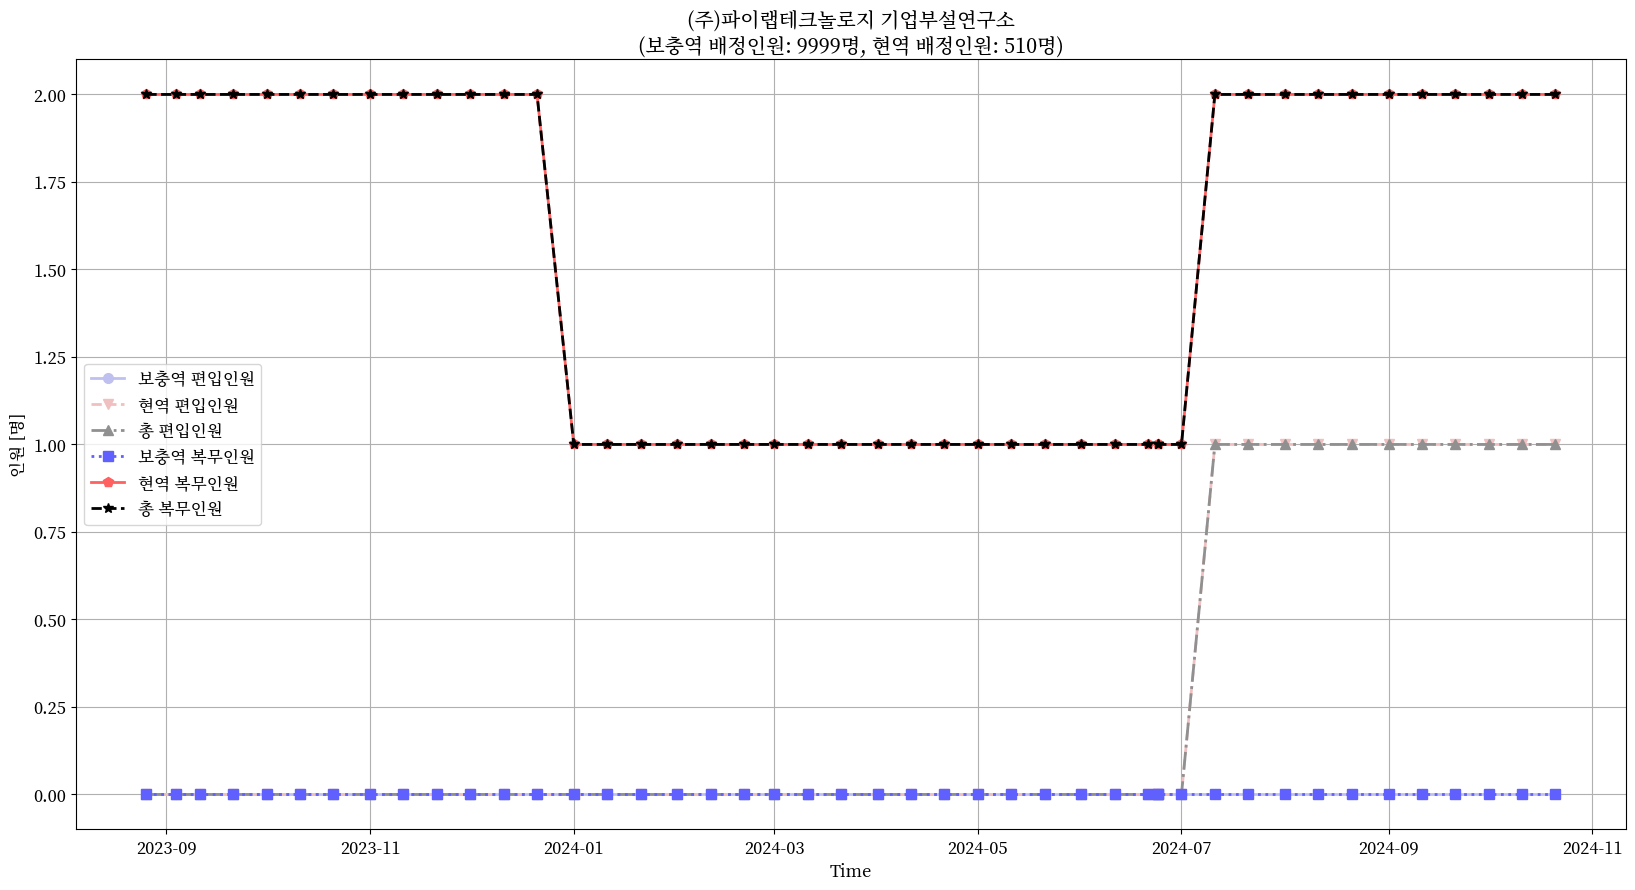 (주)파이랩테크놀로지 기업부설연구소
(보충역 배정인원: 9999명, 현역 배정인원: 510명)
인원 [명]
2.00
1.75
1.50
1.25
1.00
0.75
0.50
0.25
0.00
보충역 편입인원
현역 편입인원
총 편입인원
보충역 복무인원
현역 복무인원
총 복무인원
2023-09
2023-11
2024-01
2024-03
2024-05
2024-07
2024-09
2024-11
Time